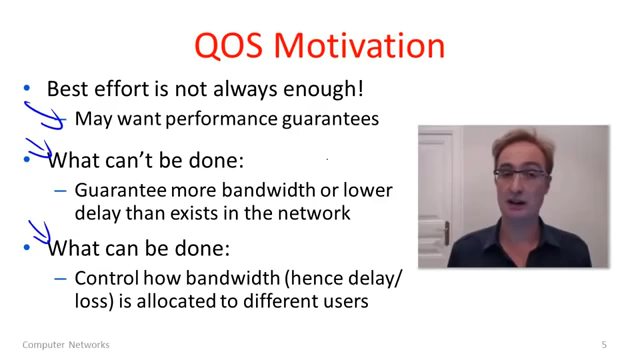 QOS Motivation
• Best effort is not always enough!
– May want performance guarantees
• What can’t be done:
– Guarantee more bandwidth or lower
delay than exists in the network
• What can be done:
– Control how bandwidth (hence delay/
loss) is allocated to different users
Computer Networks
5